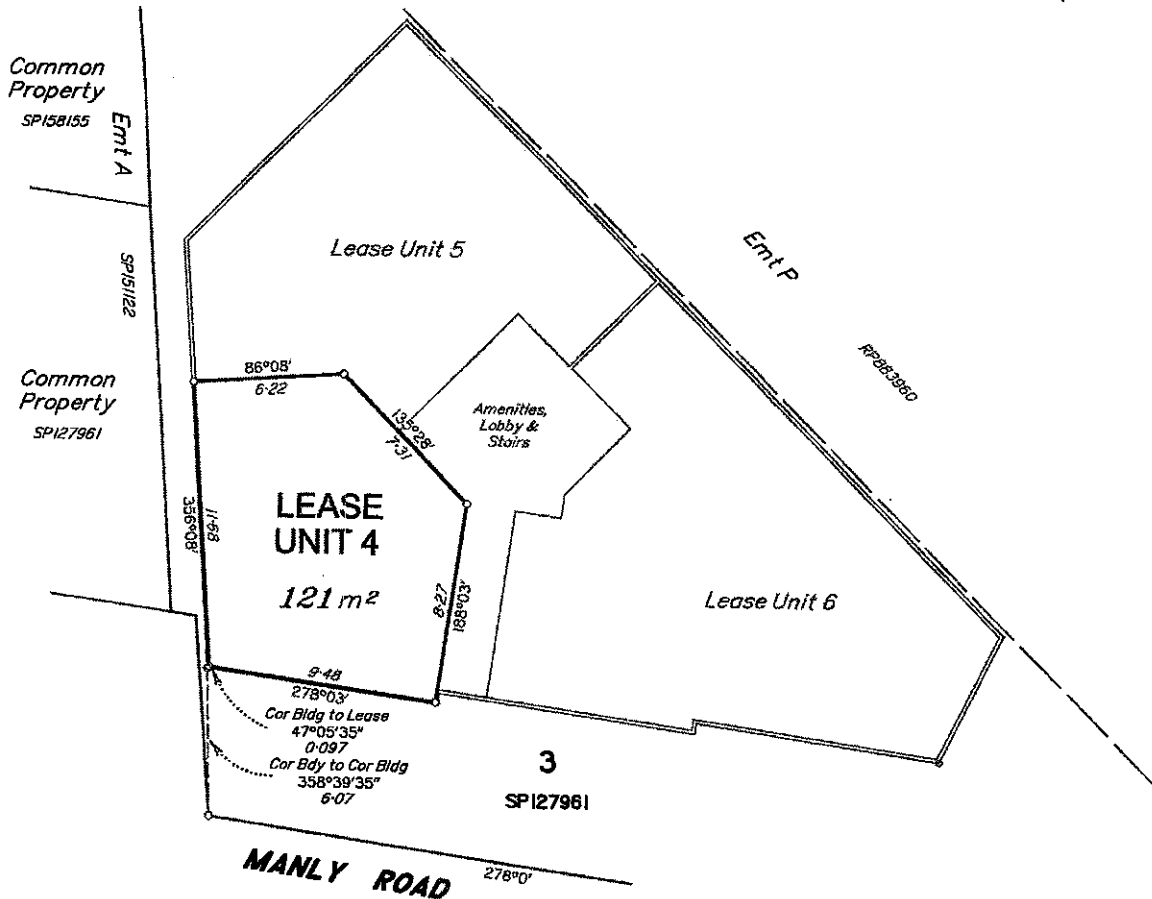 Common
Property
SP158155
Emt A
SP151122
Common
Property
SP127961
Lease Unit 5
Emt P
RP883960
86°08'
6·22
135°28'
7·31
Amenities,
Lobby &
Stairs
LEASE
UNIT 4
121 m²
11·68
356°08'
8·27
188°03'
Lease Unit 6
9·48
278°03'
Cor Bldg to Lease
47°05'35"
0·097
Cor Bdy to Cor Bldg
358°39'35"
6·07
3
SP127961
MANLY ROAD
278°0'